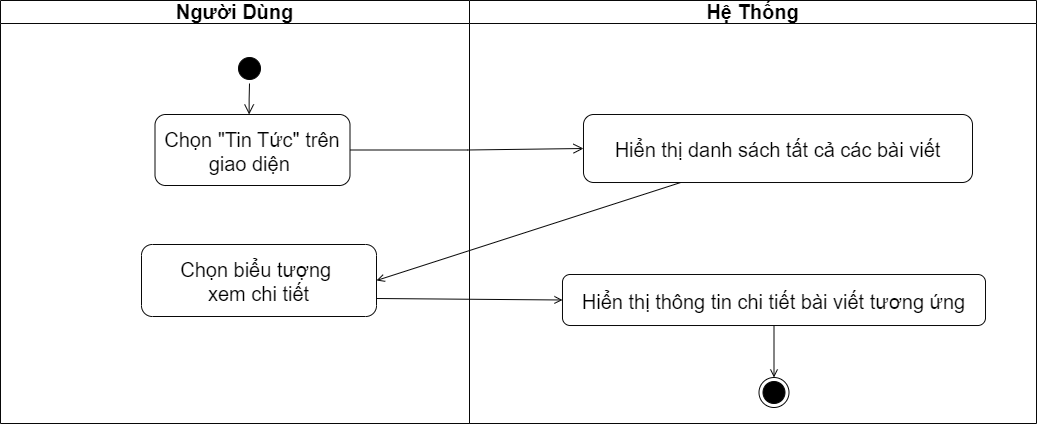 Người Dùng
Hệ Thống
Chọn "Tin Tức" trên
giao diện
Hiển thị danh sách tất cả các bài viết
Chọn biểu tượng
xem chi tiết
Hiển thị thông tin chi tiết bài viết tương ứng